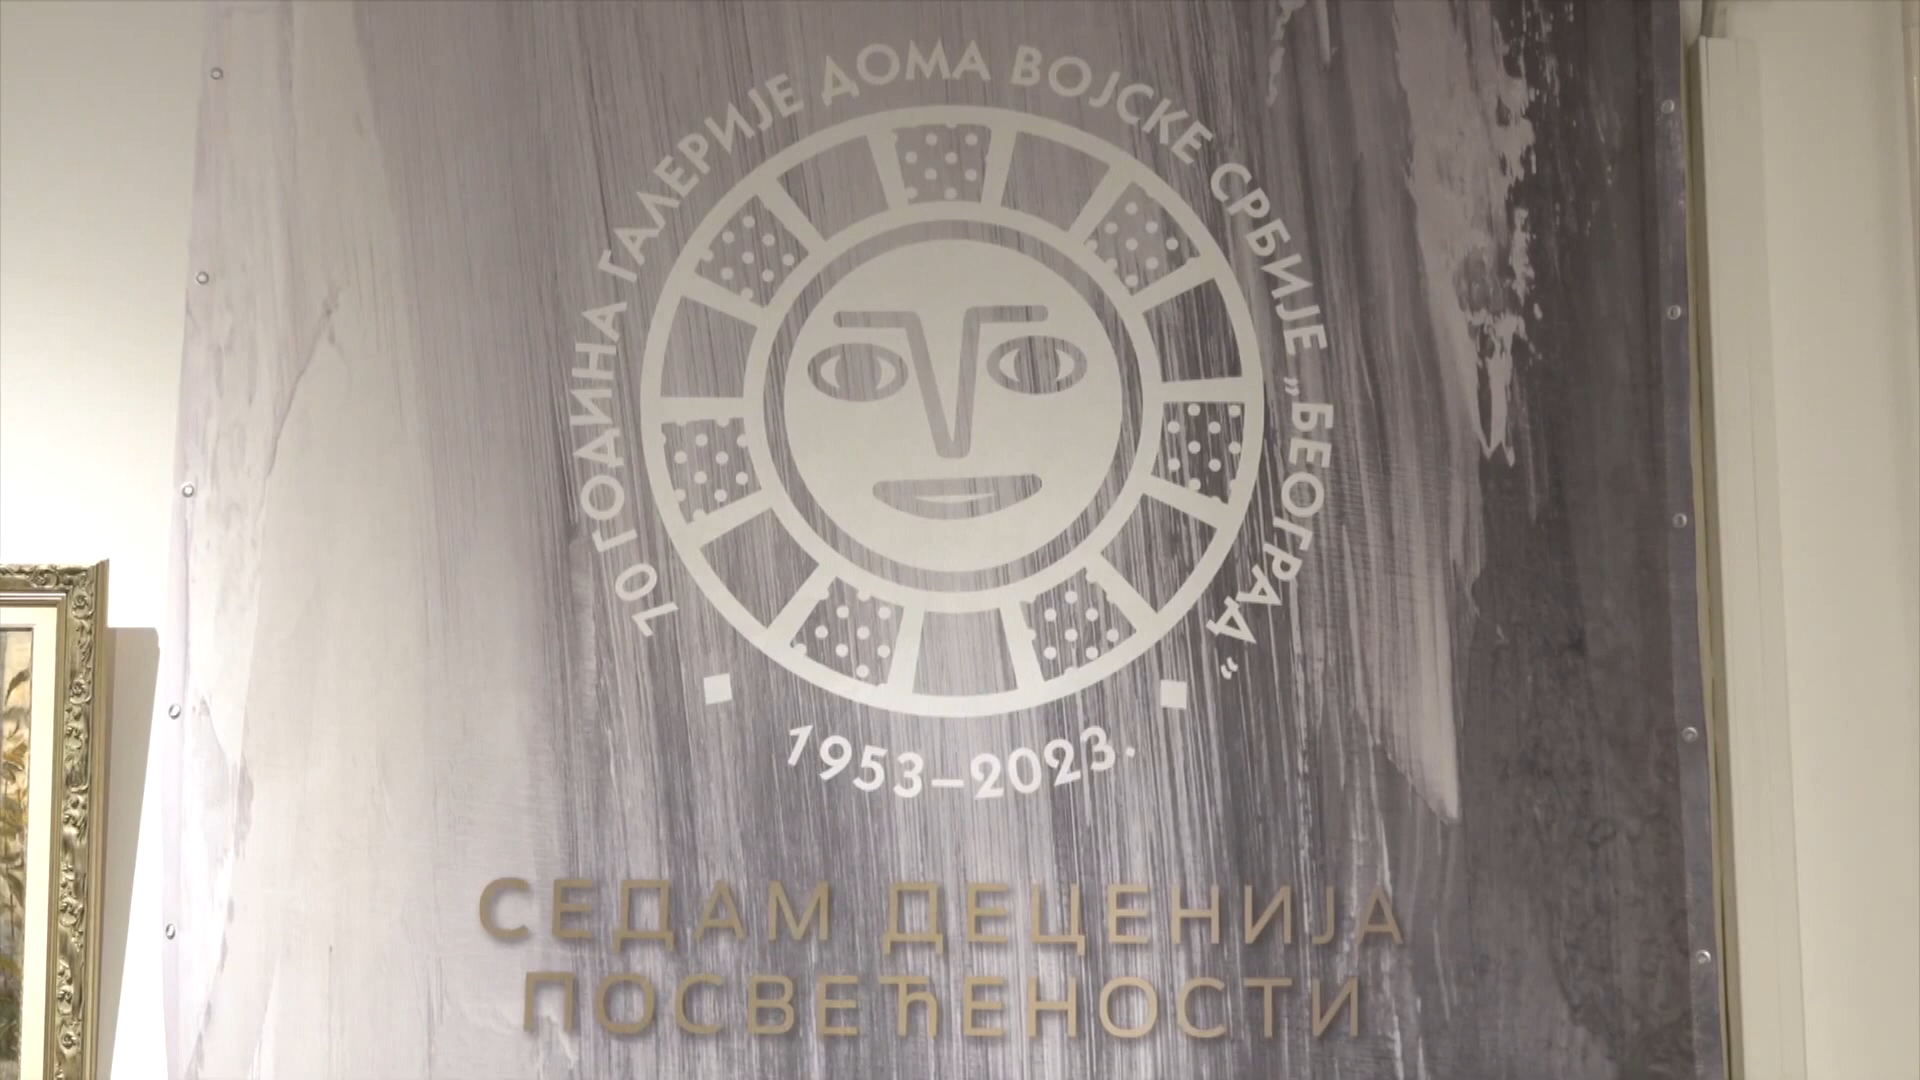 70 ГОДИНА ГАЛЕРИЈЕ ДОМА ВОЈСКЕ СРБИЈЕ „БЕОГРАД”
1953–2023.
СЕДАМ ДЕЦЕНИЈА
ПОСВЕЋЕНОСТИ